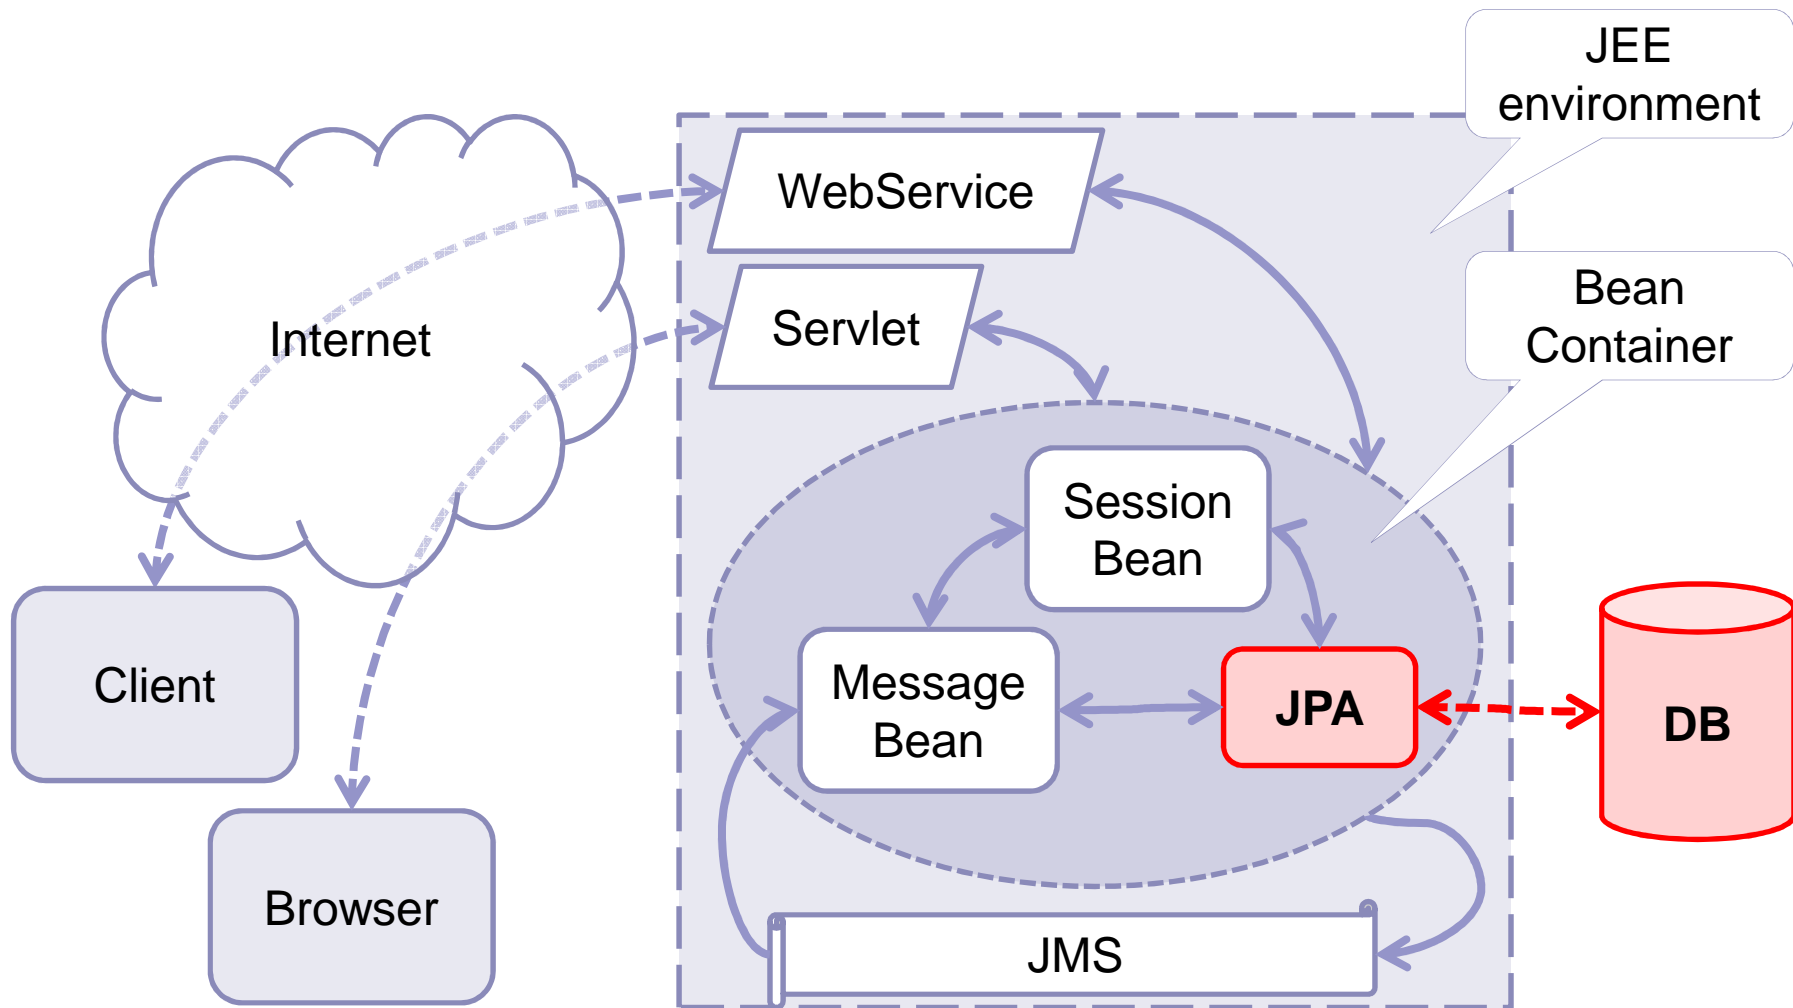 JEE
environment
WebService
Bean
Container
Internet
Servlet
Session
Bean
Client
Message
Bean
JPA
DB
Browser
JMS